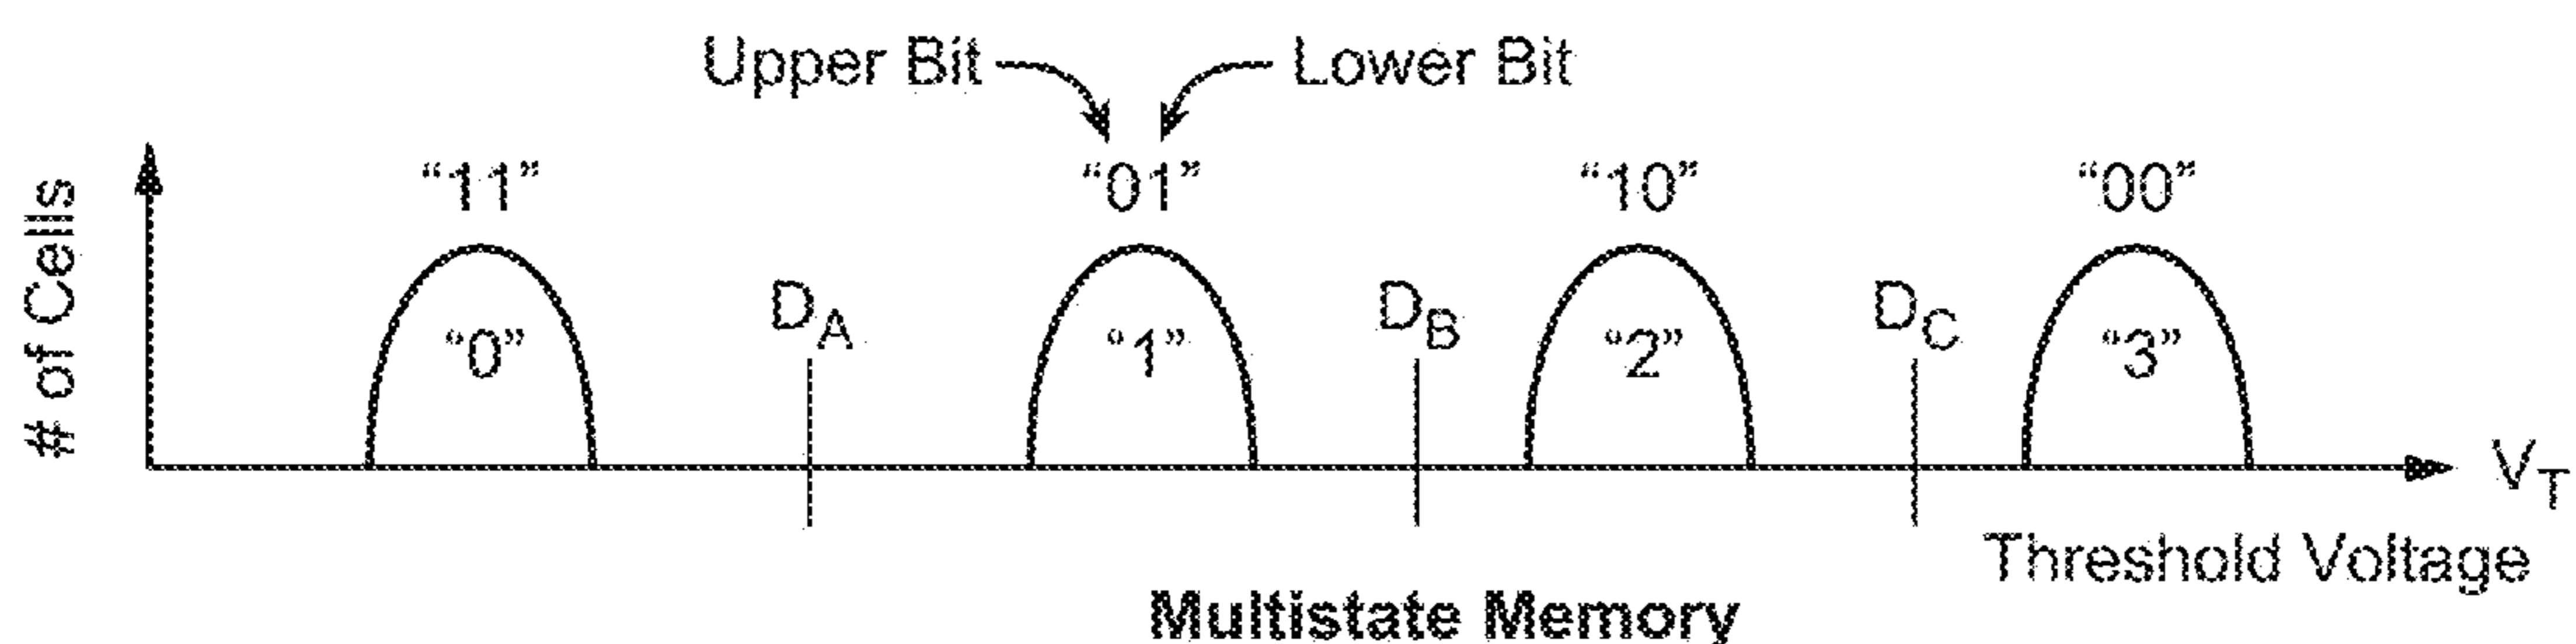 Upper Bit Lower Bit
“11” “01” “10” “00”
# of Cells
DA DB DC
“0” “1” “2” “3”
VT
Threshold Voltage
Multistate Memory